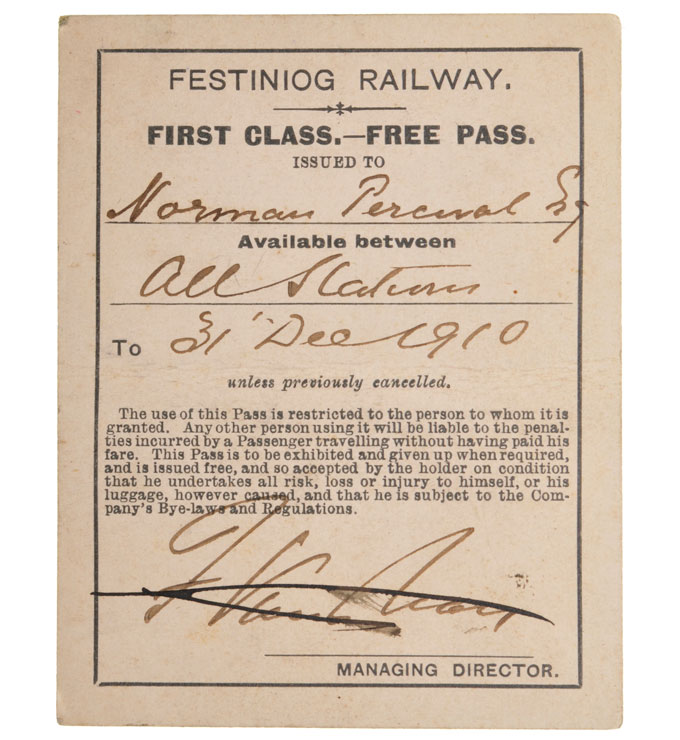 FESTINIOG RAILWAY.
FIRST CLASS.—FREE PASS.
ISSUED TO
Norman Percival Esq
Available between
All Stations.
To 31st Dec 1910
unless previously cancelled.
The use of this Pass is restricted to the person to whom it is
granted. Any other person using it will be liable to the penal-
ties incurred by a Passenger travelling without having paid his
fare. This Pass is to be exhibited and given up when required,
and is issued free, and so accepted by the holder on condition
that he undertakes all risk, loss or injury to himself, or his
luggage, however caused, and that he is subject to the Com-
pany's Bye-laws and Regulations.
MANAGING DIRECTOR.